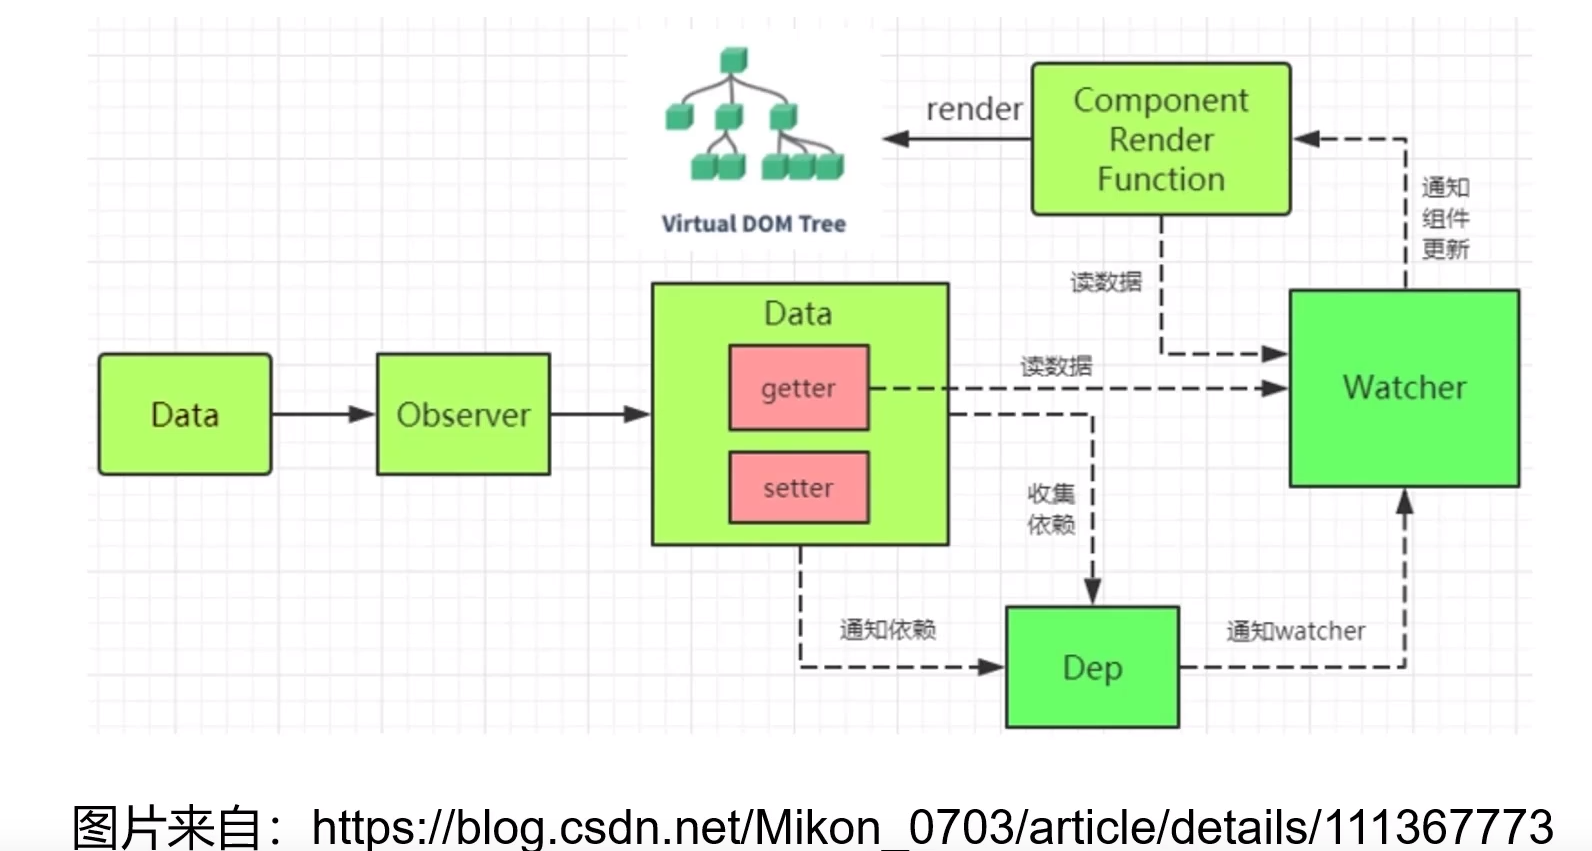 render
Component
Render
Function
通知
组件
更新
Virtual DOM Tree
读数据
Data
getter
setter
读数据
Data
Observer
Watcher
收集
依赖
通知依赖
通知watcher
Dep
图片来自：https://blog.csdn.net/Mikon_0703/article/details/111367773